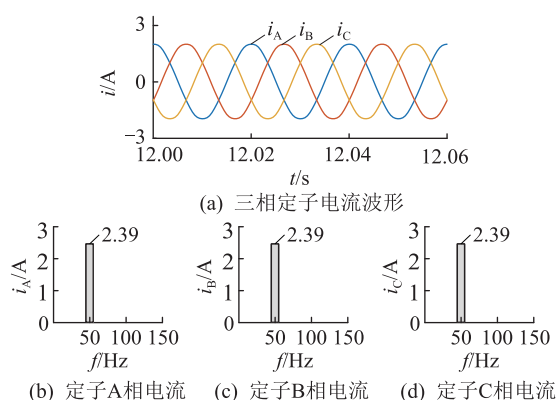 3
i_A
i_B
i_C
i/A
0
−3
12.00
12.02
12.04
12.06
t/s
(a) 三相定子电流波形
3
2
1
0
i_A/A
2.39
50
100
150
f/Hz
(b) 定子A相电流
3
2
1
0
i_B/A
2.39
50
100
150
f/Hz
(c) 定子B相电流
3
2
1
0
i_C/A
2.39
50
100
150
f/Hz
(d) 定子C相电流